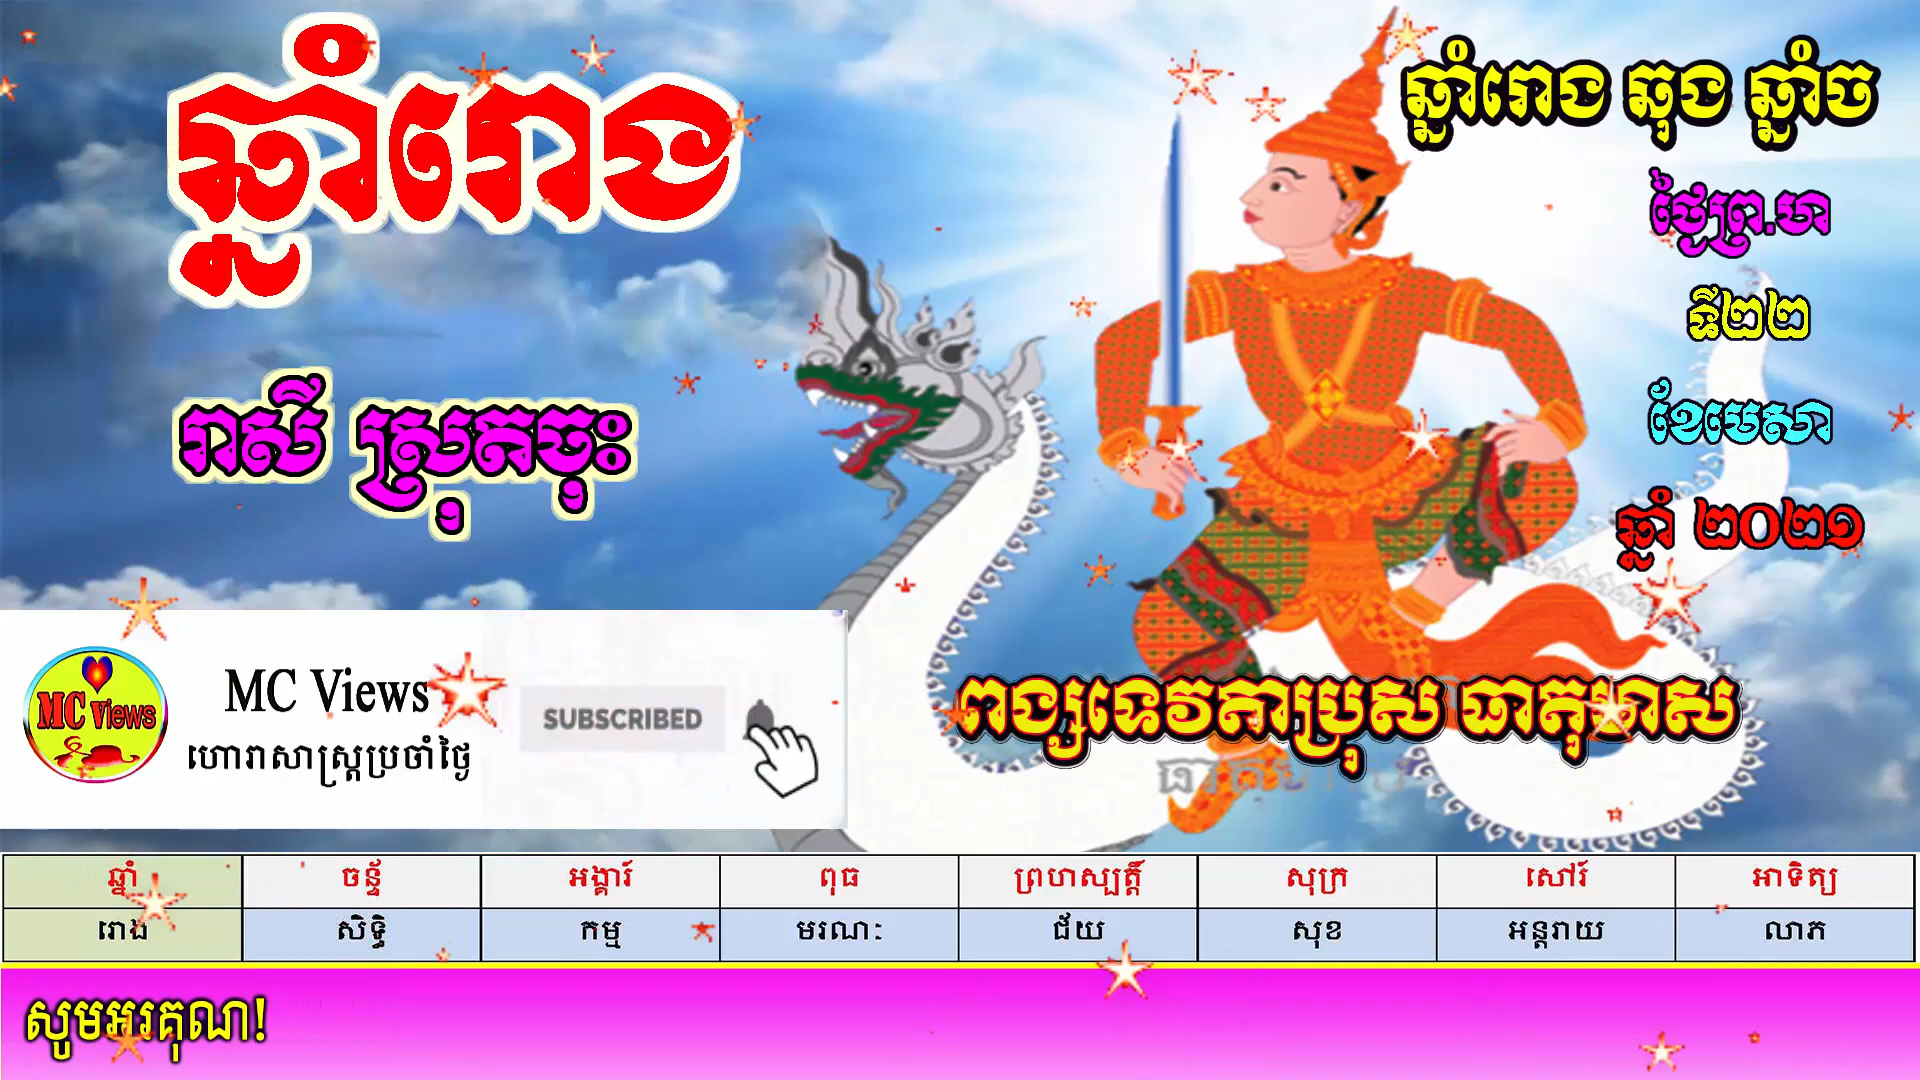 ឆ្នាំរោង
រាសី ស្រុតចុះ
ឆ្នាំរោង ឆុង ឆ្នាំច
ថ្ងៃព្រ.ហ
ទី២២
ខែមេសា
ឆ្នាំ ២០២១
MC Views
MC Views
ហោរាសាស្ត្រប្រចាំថ្ងៃ
SUBSCRIBED
ពង្សទេវតាប្រុស ធាតុមាស
ឆ្នាំ ចន្ទ័ អង្គារ៍ ពុធ ព្រហស្បត្តិ៍ សុក្រ សៅរ៍ អាទិត្យ
រោង សិទ្ធិ កម្ម មរណៈ ជ័យ សុខ អន្តរាយ លាភ
សូមអរគុណ!